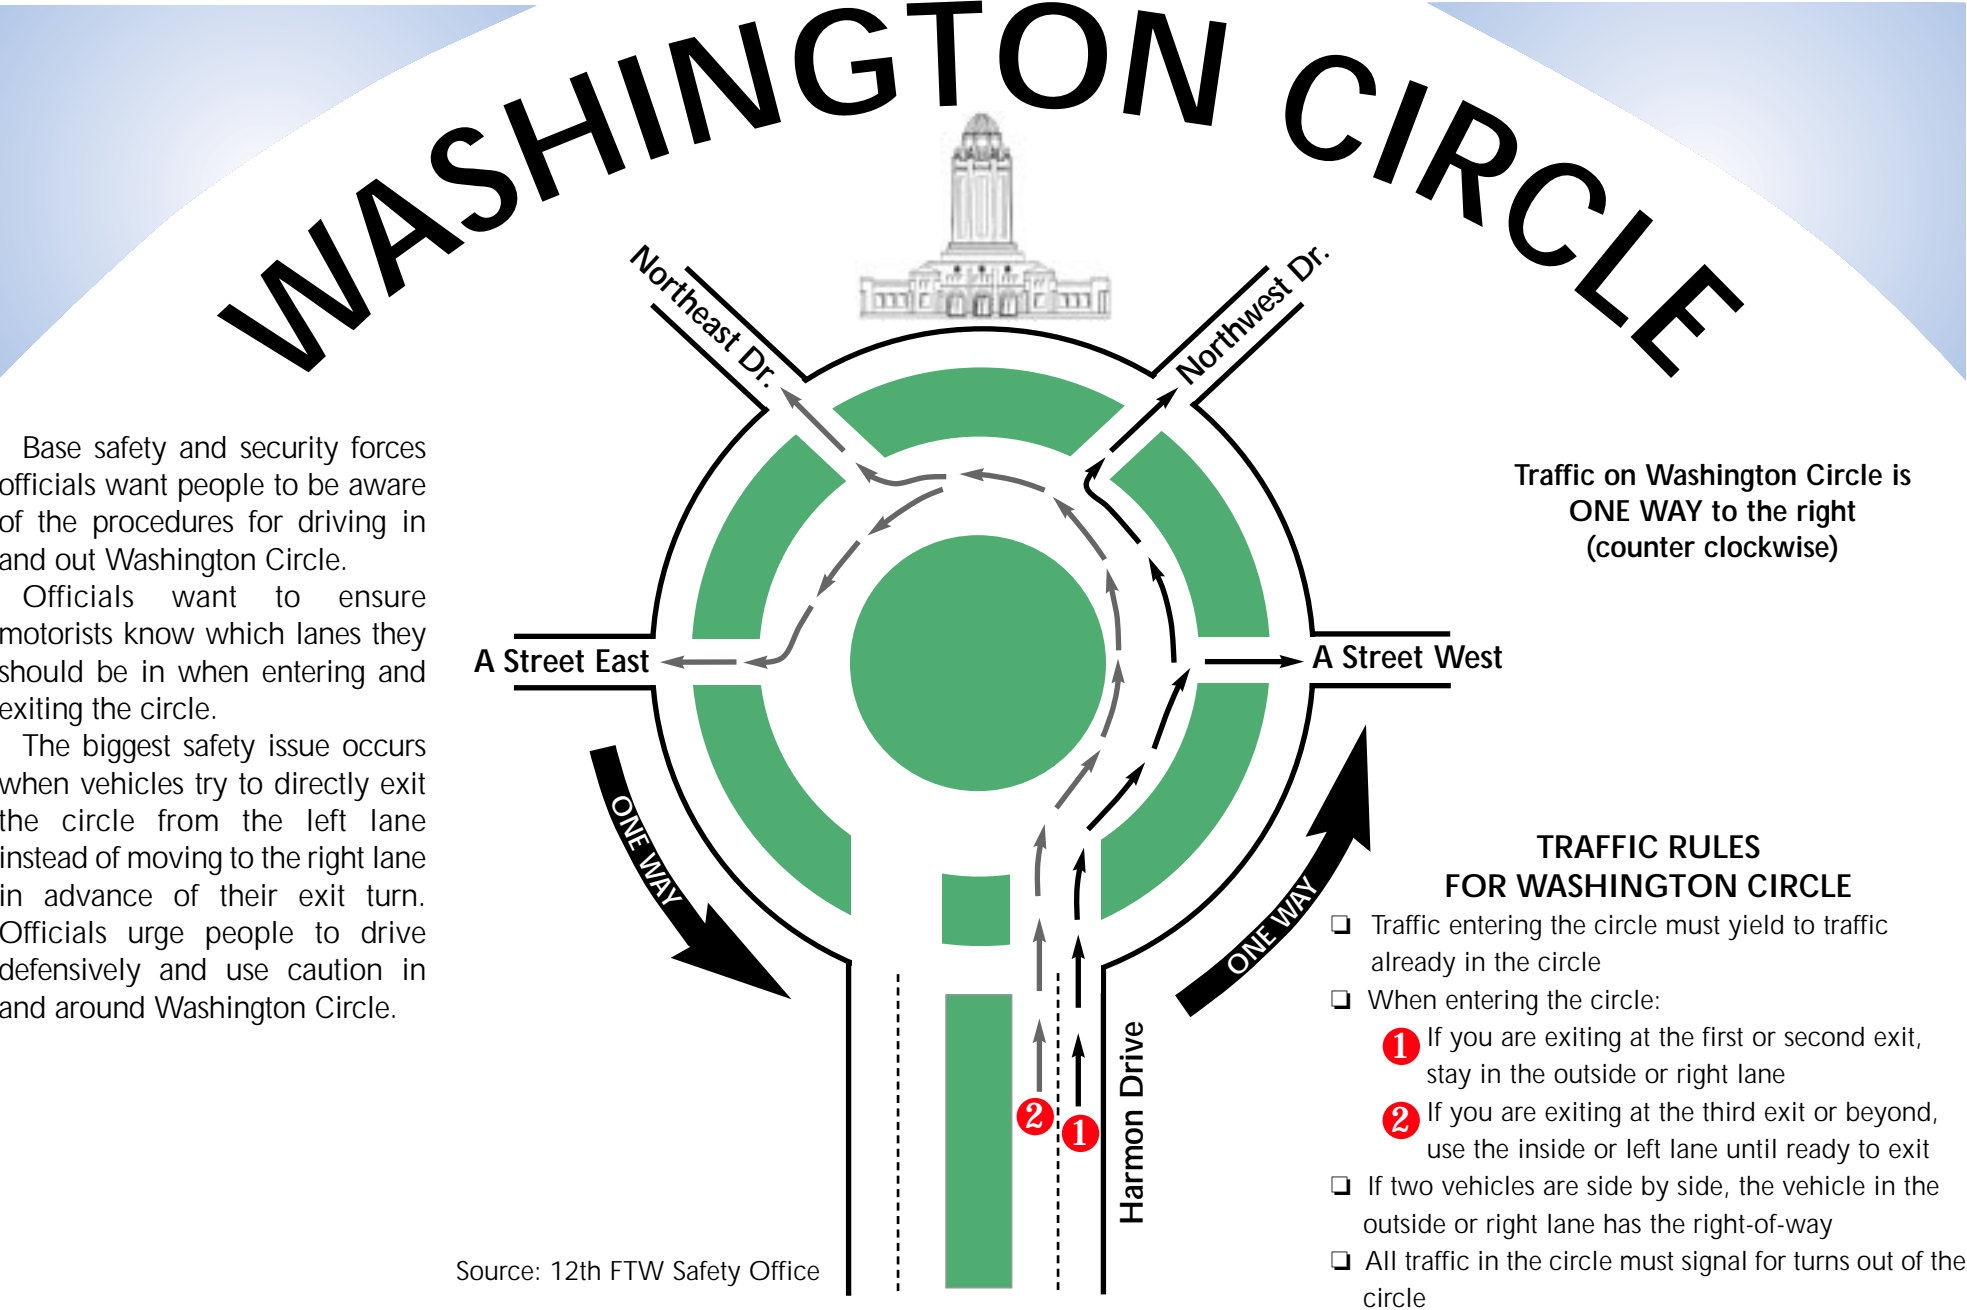 WASHINGTON CIRCLE
Northeast Dr.
Northwest Dr.
Base safety and security forces
officials want people to be aware
of the procedures for driving in
and out Washington Circle.
Officials want to ensure
motorists know which lanes they
should be in when entering and
exiting the circle.
The biggest safety issue occurs
when vehicles try to directly exit
the circle from the left lane
instead of moving to the right lane
in advance of their exit turn.
Officials urge people to drive
defensively and use caution in
and around Washington Circle.
Traffic on Washington Circle is
ONE WAY to the right
(counter clockwise)
A Street East
A Street West
ONE WAY
ONE WAY
Harmon Drive
2
1
TRAFFIC RULES
FOR WASHINGTON CIRCLE
❏ Traffic entering the circle must yield to traffic
already in the circle
❏ When entering the circle:
1 If you are exiting at the first or second exit,
stay in the outside or right lane
2 If you are exiting at the third exit or beyond,
use the inside or left lane until ready to exit
❏ If two vehicles are side by side, the vehicle in the
outside or right lane has the right-of-way
❏ All traffic in the circle must signal for turns out of the
circle
Source: 12th FTW Safety Office